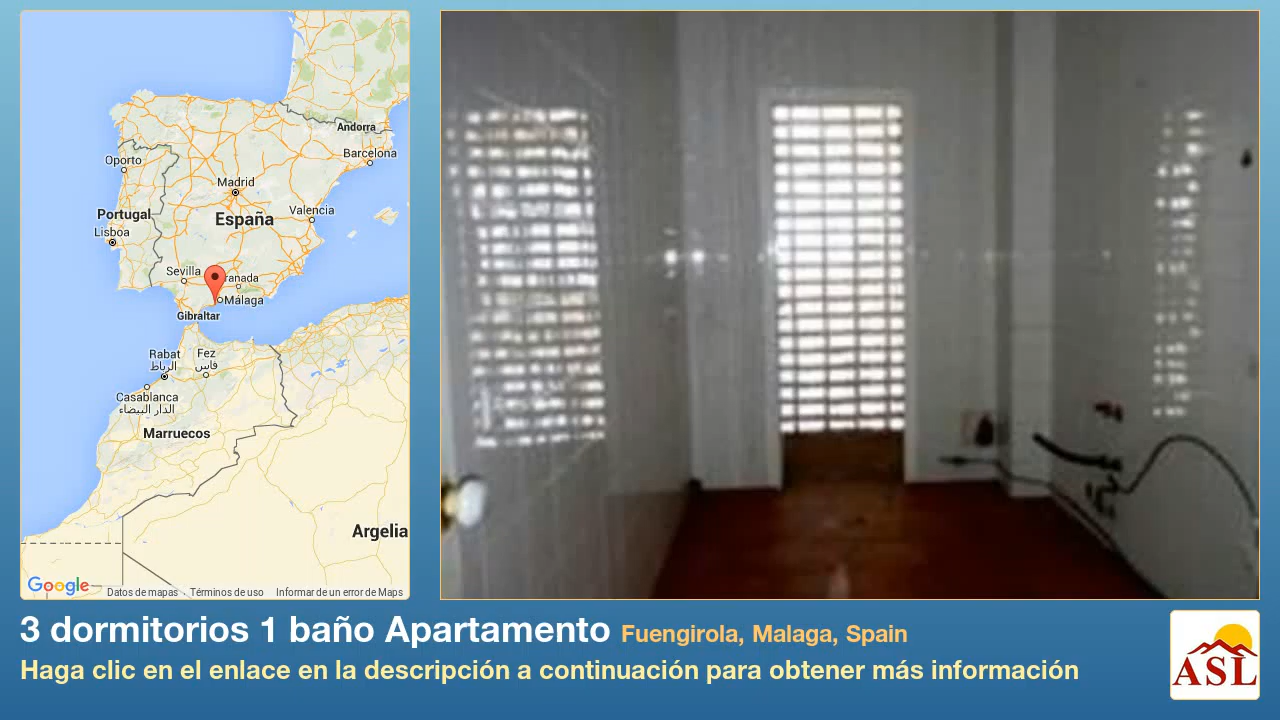 Andorra
Oporto
Barcelona
Madrid
Portugal
España
Valencia
Lisboa
Sevilla
ranada
Málaga
Gibraltar
Rabat
الرباط
Fez
فاس
Casablanca
الدار البيضاء
Marruecos
Argelia
Google
Datos de mapas
Términos de uso
Informar de un error de Maps
3 dormitorios 1 baño Apartamento Fuengirola, Malaga, Spain
Haga clic en el enlace en la descripción a continuación para obtener más información
ASL